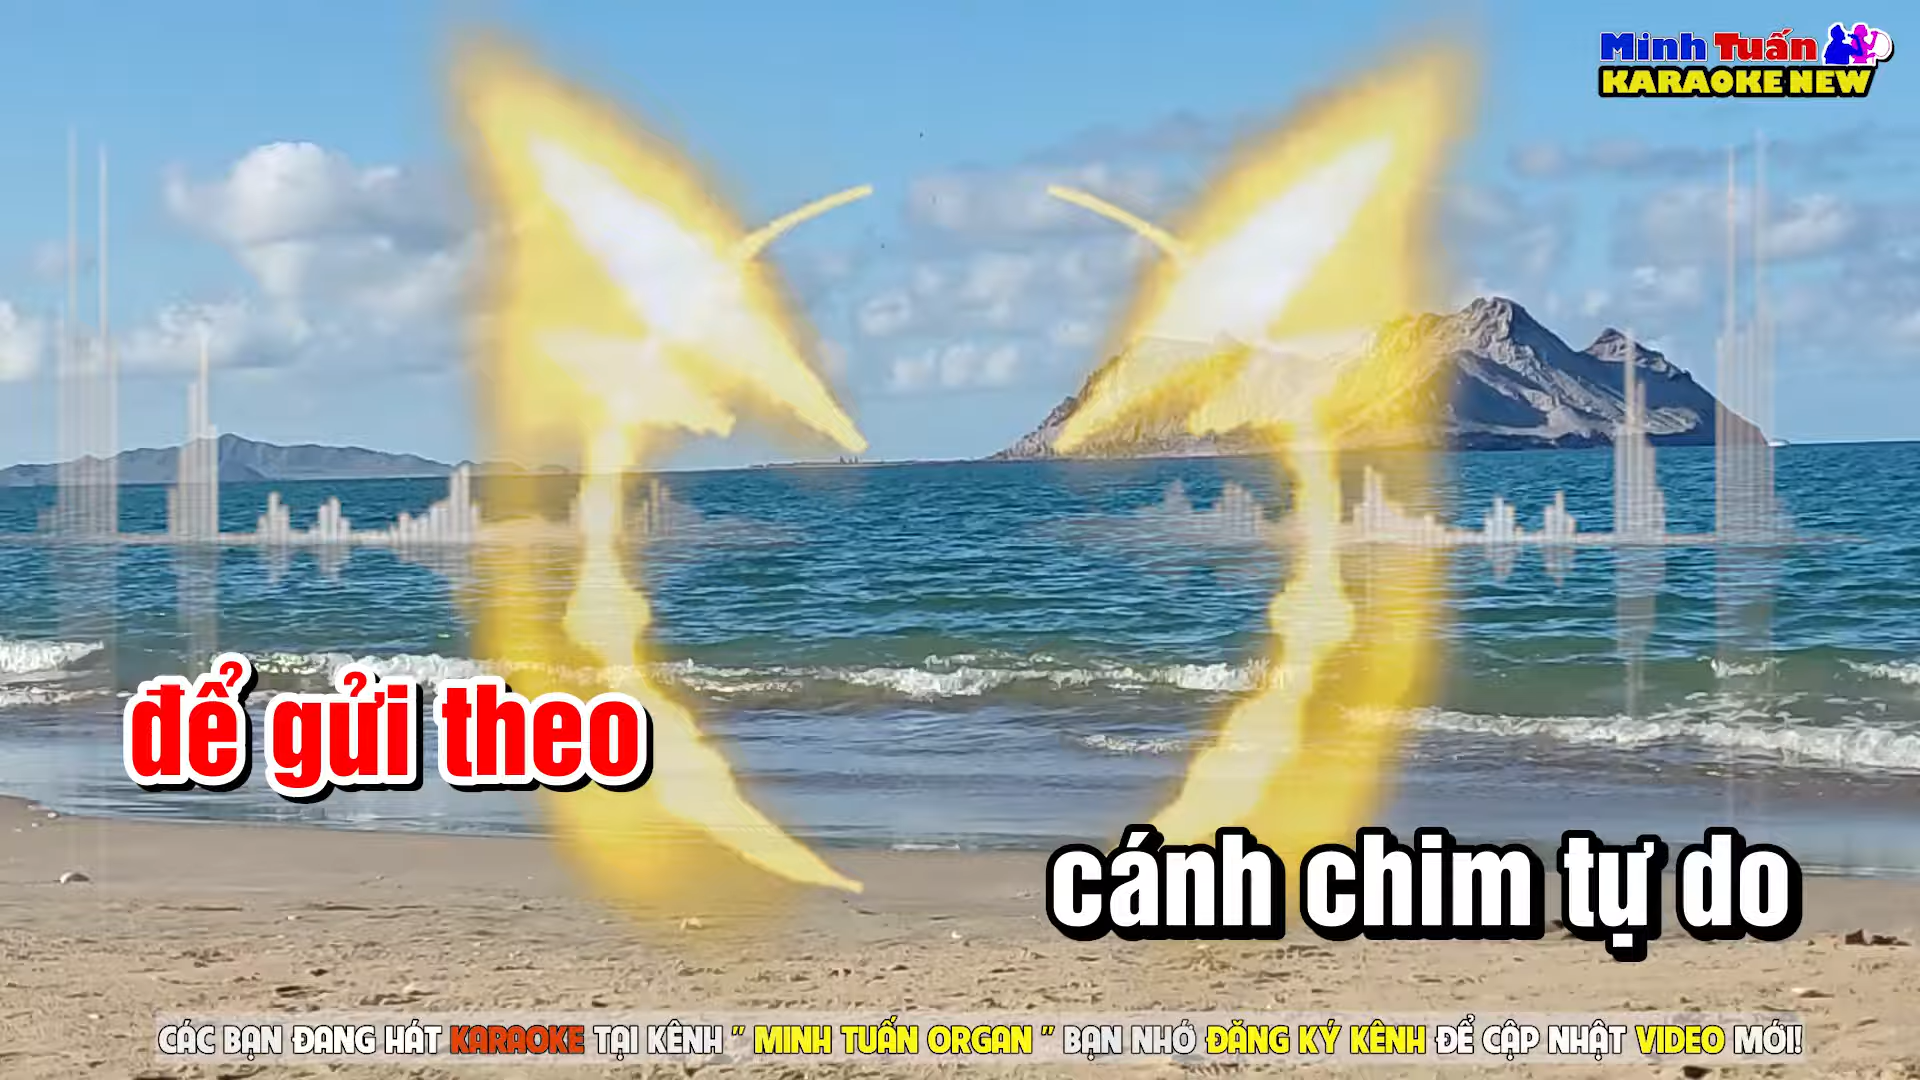 Minh Tuấn
KARAOKE NEW
để gửi theo
cánh chim tự do
CÁC BẠN ĐANG HÁT KARAOKE TẠI KÊNH " MINH TUẤN ORGAN " BẠN NHỚ ĐĂNG KÝ KÊNH ĐỂ CẬP NHẬT VIDEO MỚI!